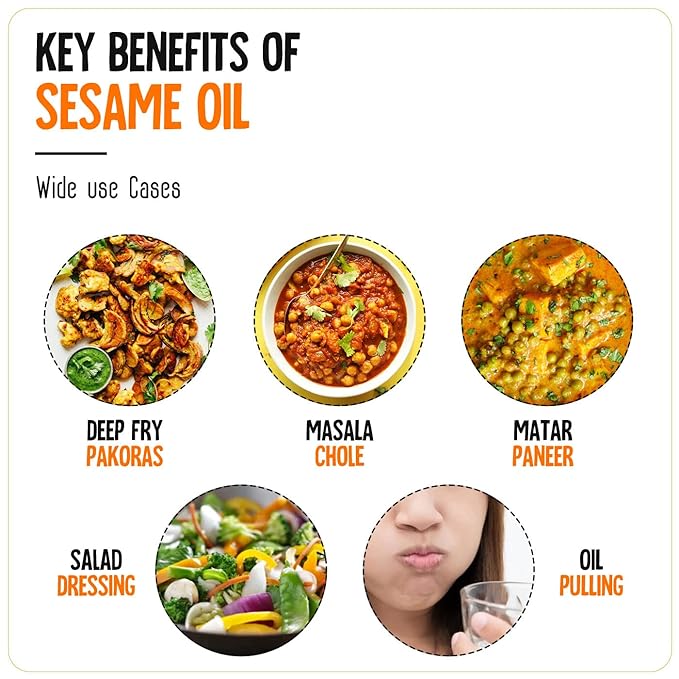 KEY BENEFITS OF
SESAME OIL
Wide use Cases
DEEP FRY
PAKORAS
MASALA
CHOLE
MATAR
PANEER
SALAD
DRESSING
OIL
PULLING